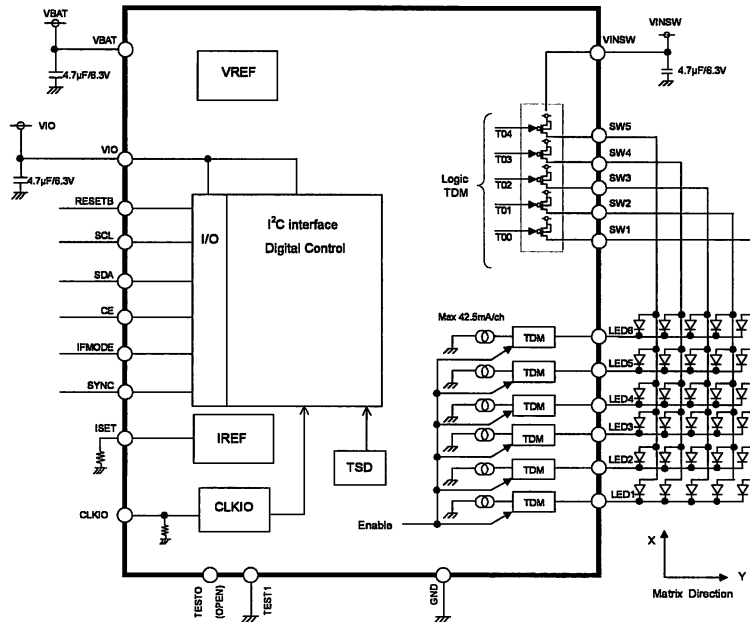 VBAT
VBAT
4.7µF/6.3V
VREF
VINSW
VINSW
4.7µF/6.3V
VIO
VIO
4.7µF/6.3V
RESETB
SCL
SDA
CE
IFMODE
SYNC
I/O
I²C interface
Digital Control
Logic
TDM
T04
T03
T02
T01
T00
SW5
SW4
SW3
SW2
SW1
Max 42.5mA/ch
TDM
TDM
TDM
TDM
TDM
TDM
LED6
LED5
LED4
LED3
LED2
LED1
ISET
IREF
TSD
CLKIO
CLKIO
Enable
TESTO
(OPEN)
TEST1
GND
X
Y
Matrix Direction